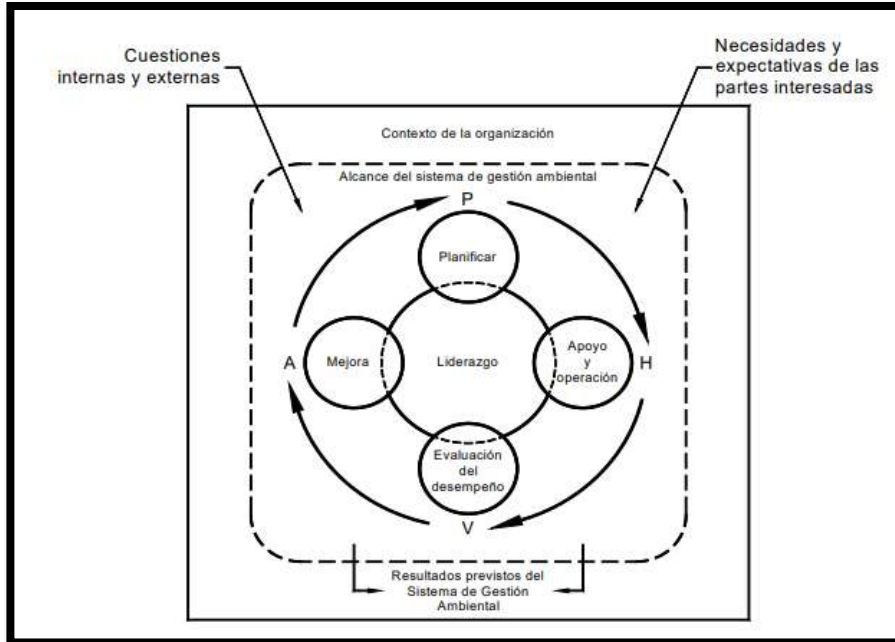 Cuestiones
internas y externas
Necesidades y
expectativas de las
partes interesadas
Contexto de la organización
Alcance del sistema de gestión ambiental
P
Planificar
A
Mejora
Liderazgo
Apoyo
y
operación
H
Evaluación
del
desempeño
V
Resultados previstos del
Sistema de Gestión
Ambiental